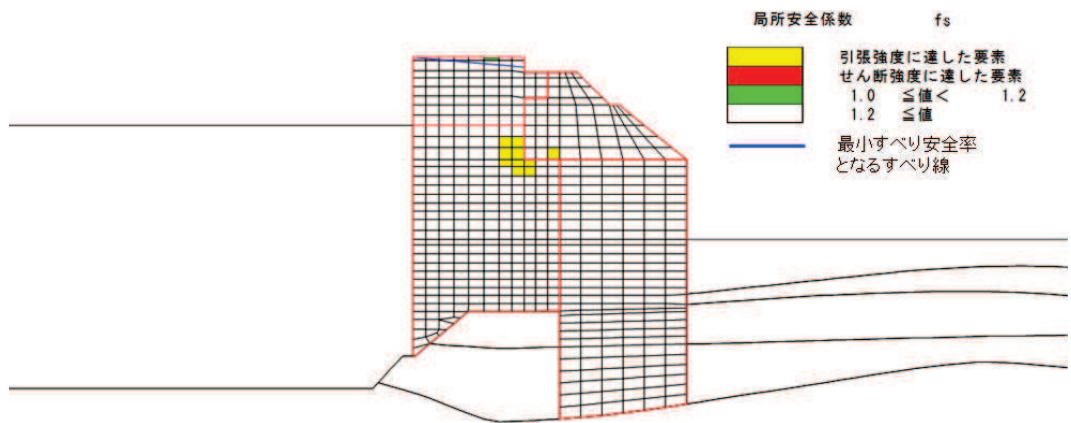 局所安全係数 fs
引張強度に達した要素
せん断強度に達した要素
1.0 ≦値< 1.2
1.2 ≦値
最小すべり安全率
となるすべり線